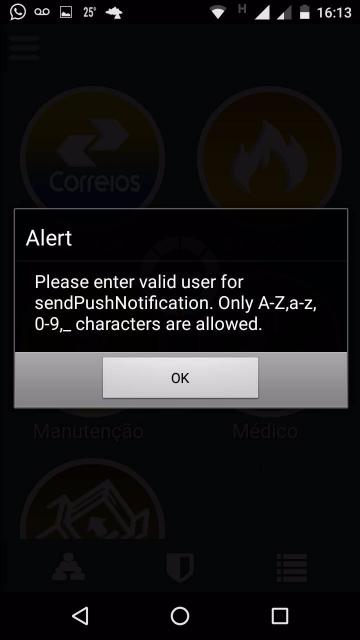 25°
H
16:13
Correios
Alert
Please enter valid user for
sendPushNotification. Only A-Z,a-z,
0-9,_ characters are allowed.
OK
Manutenção
Médico